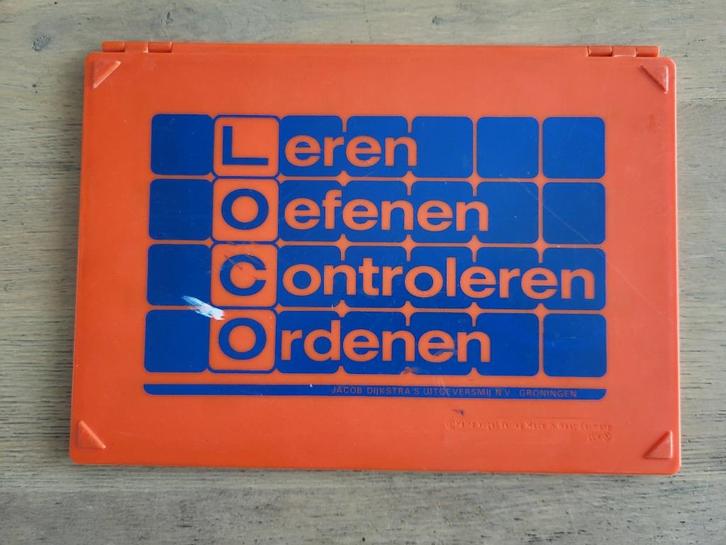 Leren
Oefenen
Controleren
Ordenen
JACOB DIJKSTRA'S UITGEVERSMIJ N.V. GRONINGEN